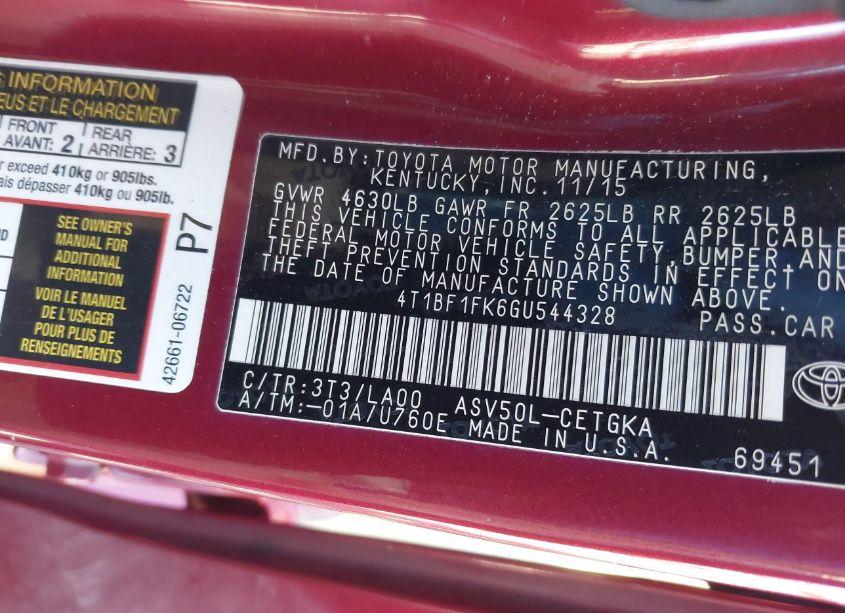 INFORMATION
EUS ET LE CHARGEMENT
FRONT
AVANT: 2
REAR
ARRIÈRE: 3
exceed 410kg or 905lbs.
ais dépasser 410kg ou 905lb.
SEE OWNER'S
MANUAL FOR
ADDITIONAL
INFORMATION
VOIR LE MANUEL
DE L'USAGER
POUR PLUS DE
RENSEIGNEMENTS
P7
42661-06722
MFD.BY:TOYOTA MOTOR MANUFACTURING,
KENTUCKY, INC. 11/15
GVWR 4630LB GAWR FR 2625LB RR 2625LB
THIS VEHICLE CONFORMS TO ALL APPLICABLE
FEDERAL MOTOR VEHICLE SAFETY,BUMPER AND
THEFT PREVENTION STANDARDS IN EFFECT ON
THE DATE OF MANUFACTURE SHOWN ABOVE.
4T1BF1FK6GU544328 PASS.CAR
C/TR:3T3/LA00 ASV50L-CETGKA
A/TM:-01A/U760E MADE IN U.S.A.
69451